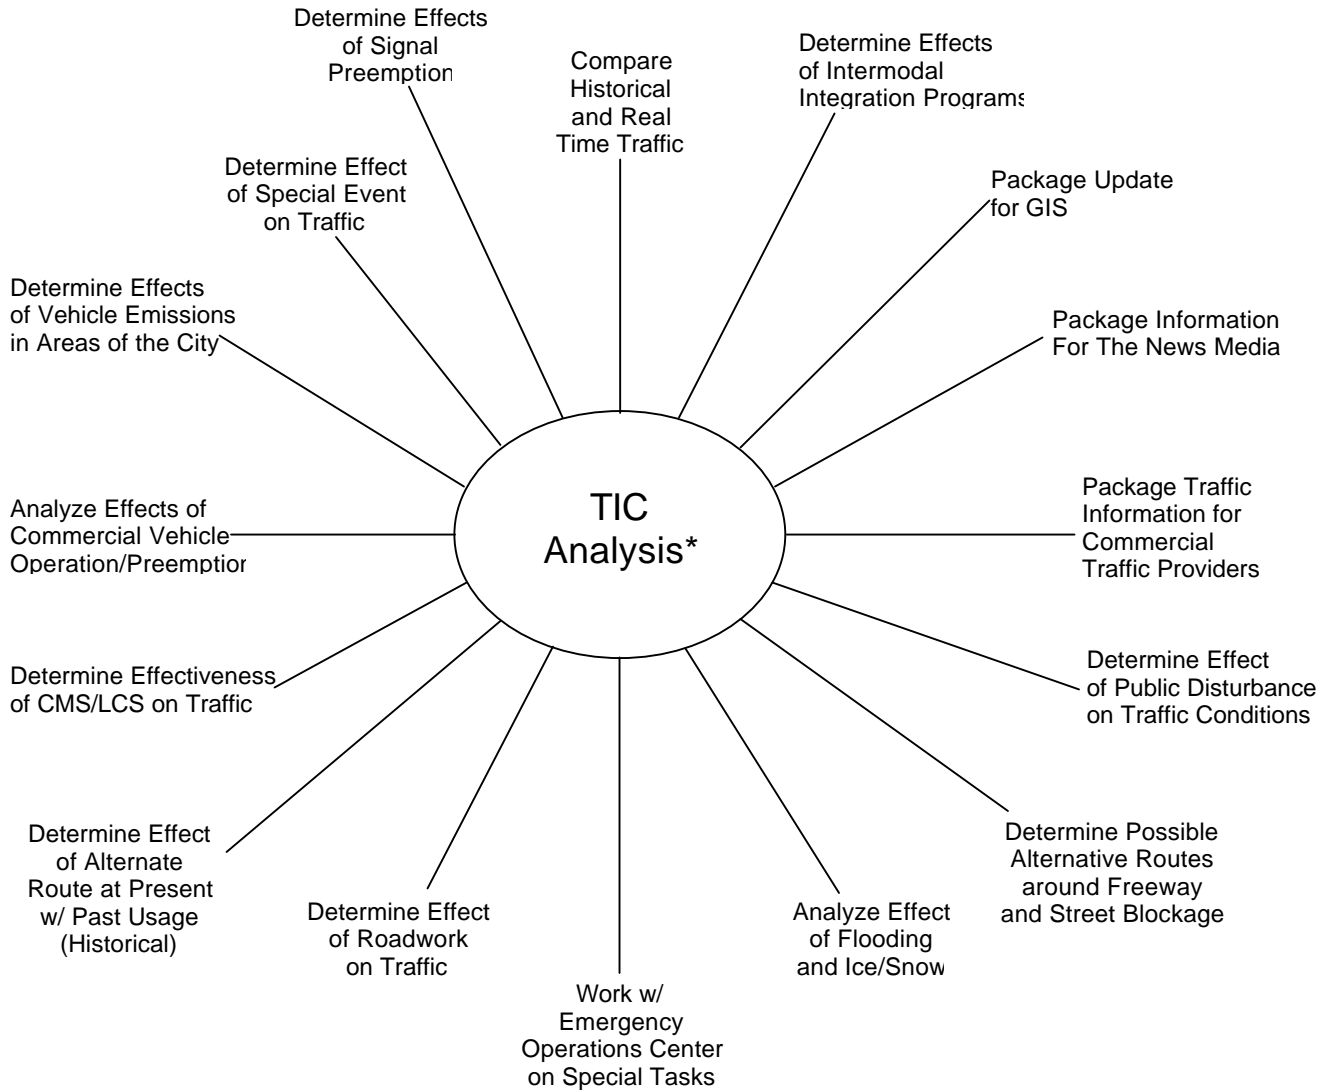 Determine Effects
of Signal
Preemption
Compare
Historical
and Real
Time Traffic
Determine Effects
of Intermodal
Integration Programs
Determine Effect
of Special Event
on Traffic
Package Update
for GIS
Determine Effects
of Vehicle Emissions
in Areas of the City
Package Information
For The News Media
TIC
Analysis*
Analyze Effects of
Commercial Vehicle
Operation/Preemption
Package Traffic
Information for
Commercial
Traffic Providers
Determine Effectiveness
of CMS/LCS on Traffic
Determine Effect
of Public Disturbance
on Traffic Conditions
Determine Effect
of Alternate
Route at Present
w/ Past Usage
(Historical)
Determine Effect
of Roadwork
on Traffic
Work w/
Emergency
Operations Center
on Special Tasks
Analyze Effect
of Flooding
and Ice/Snow
Determine Possible
Alternative Routes
around Freeway
and Street Blockage